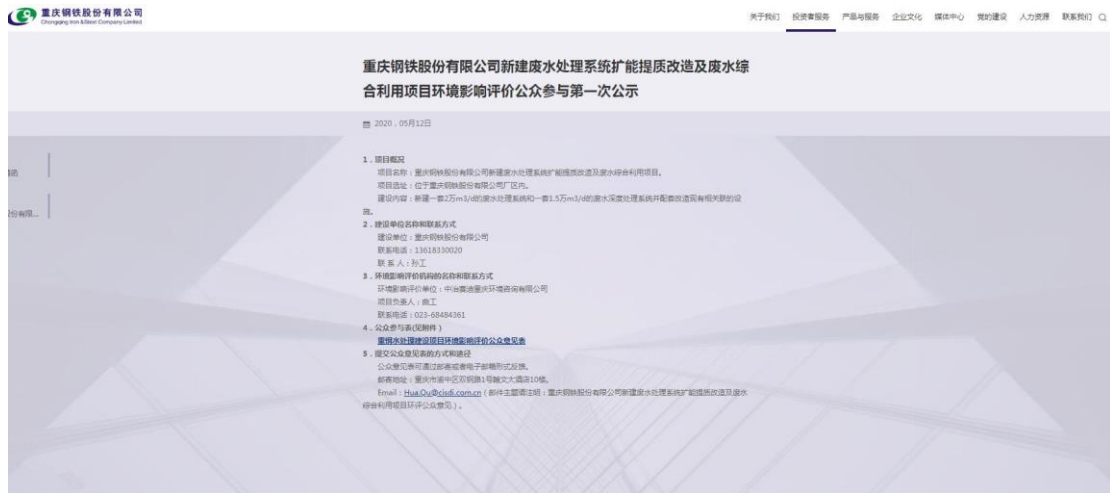 重庆钢铁股份有限公司
Chongqing Iron & Steel Company Limited
关于我们 投资者服务 产品与服务 企业文化 媒体中心 党的建设 人力资源 联系我们
重庆钢铁股份有限公司新建废水处理系统扩能提质改造及废水综
合利用项目环境影响评价公众参与第一次公示
2020 . 05月12日
1．项目概况
项目名称：重庆钢铁股份有限公司新建废水处理系统扩能提质改造及废水综合利用项目。
项目选址：位于重庆钢铁股份有限公司厂区内。
建设内容：新建一套2万m3/d的废水处理系统和一套1.5万m3/d的废水深度处理系统并配套改造现有相关联的设
施。
2．建设单位名称和联系方式
建设单位：重庆钢铁股份有限公司
联系电话：13618330020
联 系 人：孙工
3．环境影响评价机构的名称和联系方式
环境影响评价单位：中冶赛迪重庆环境咨询有限公司
项目负责人：曲工
联系电话：023-68484361
4．公众参与表(见附件）
重钢水处理建设项目环境影响评价公众意见表
5．提交公众意见表的方式和途径
公众意见表可通过邮寄或者电子邮箱形式反馈。
邮寄地址：重庆市渝中区双钢路1号翰文大酒店10楼。
Email：Hua.Qu@cisdi.com.cn（邮件主题请注明：重庆钢铁股份有限公司新建废水处理系统扩能提质改造及废水
综合利用项目环评公众意见）。
股份有限...